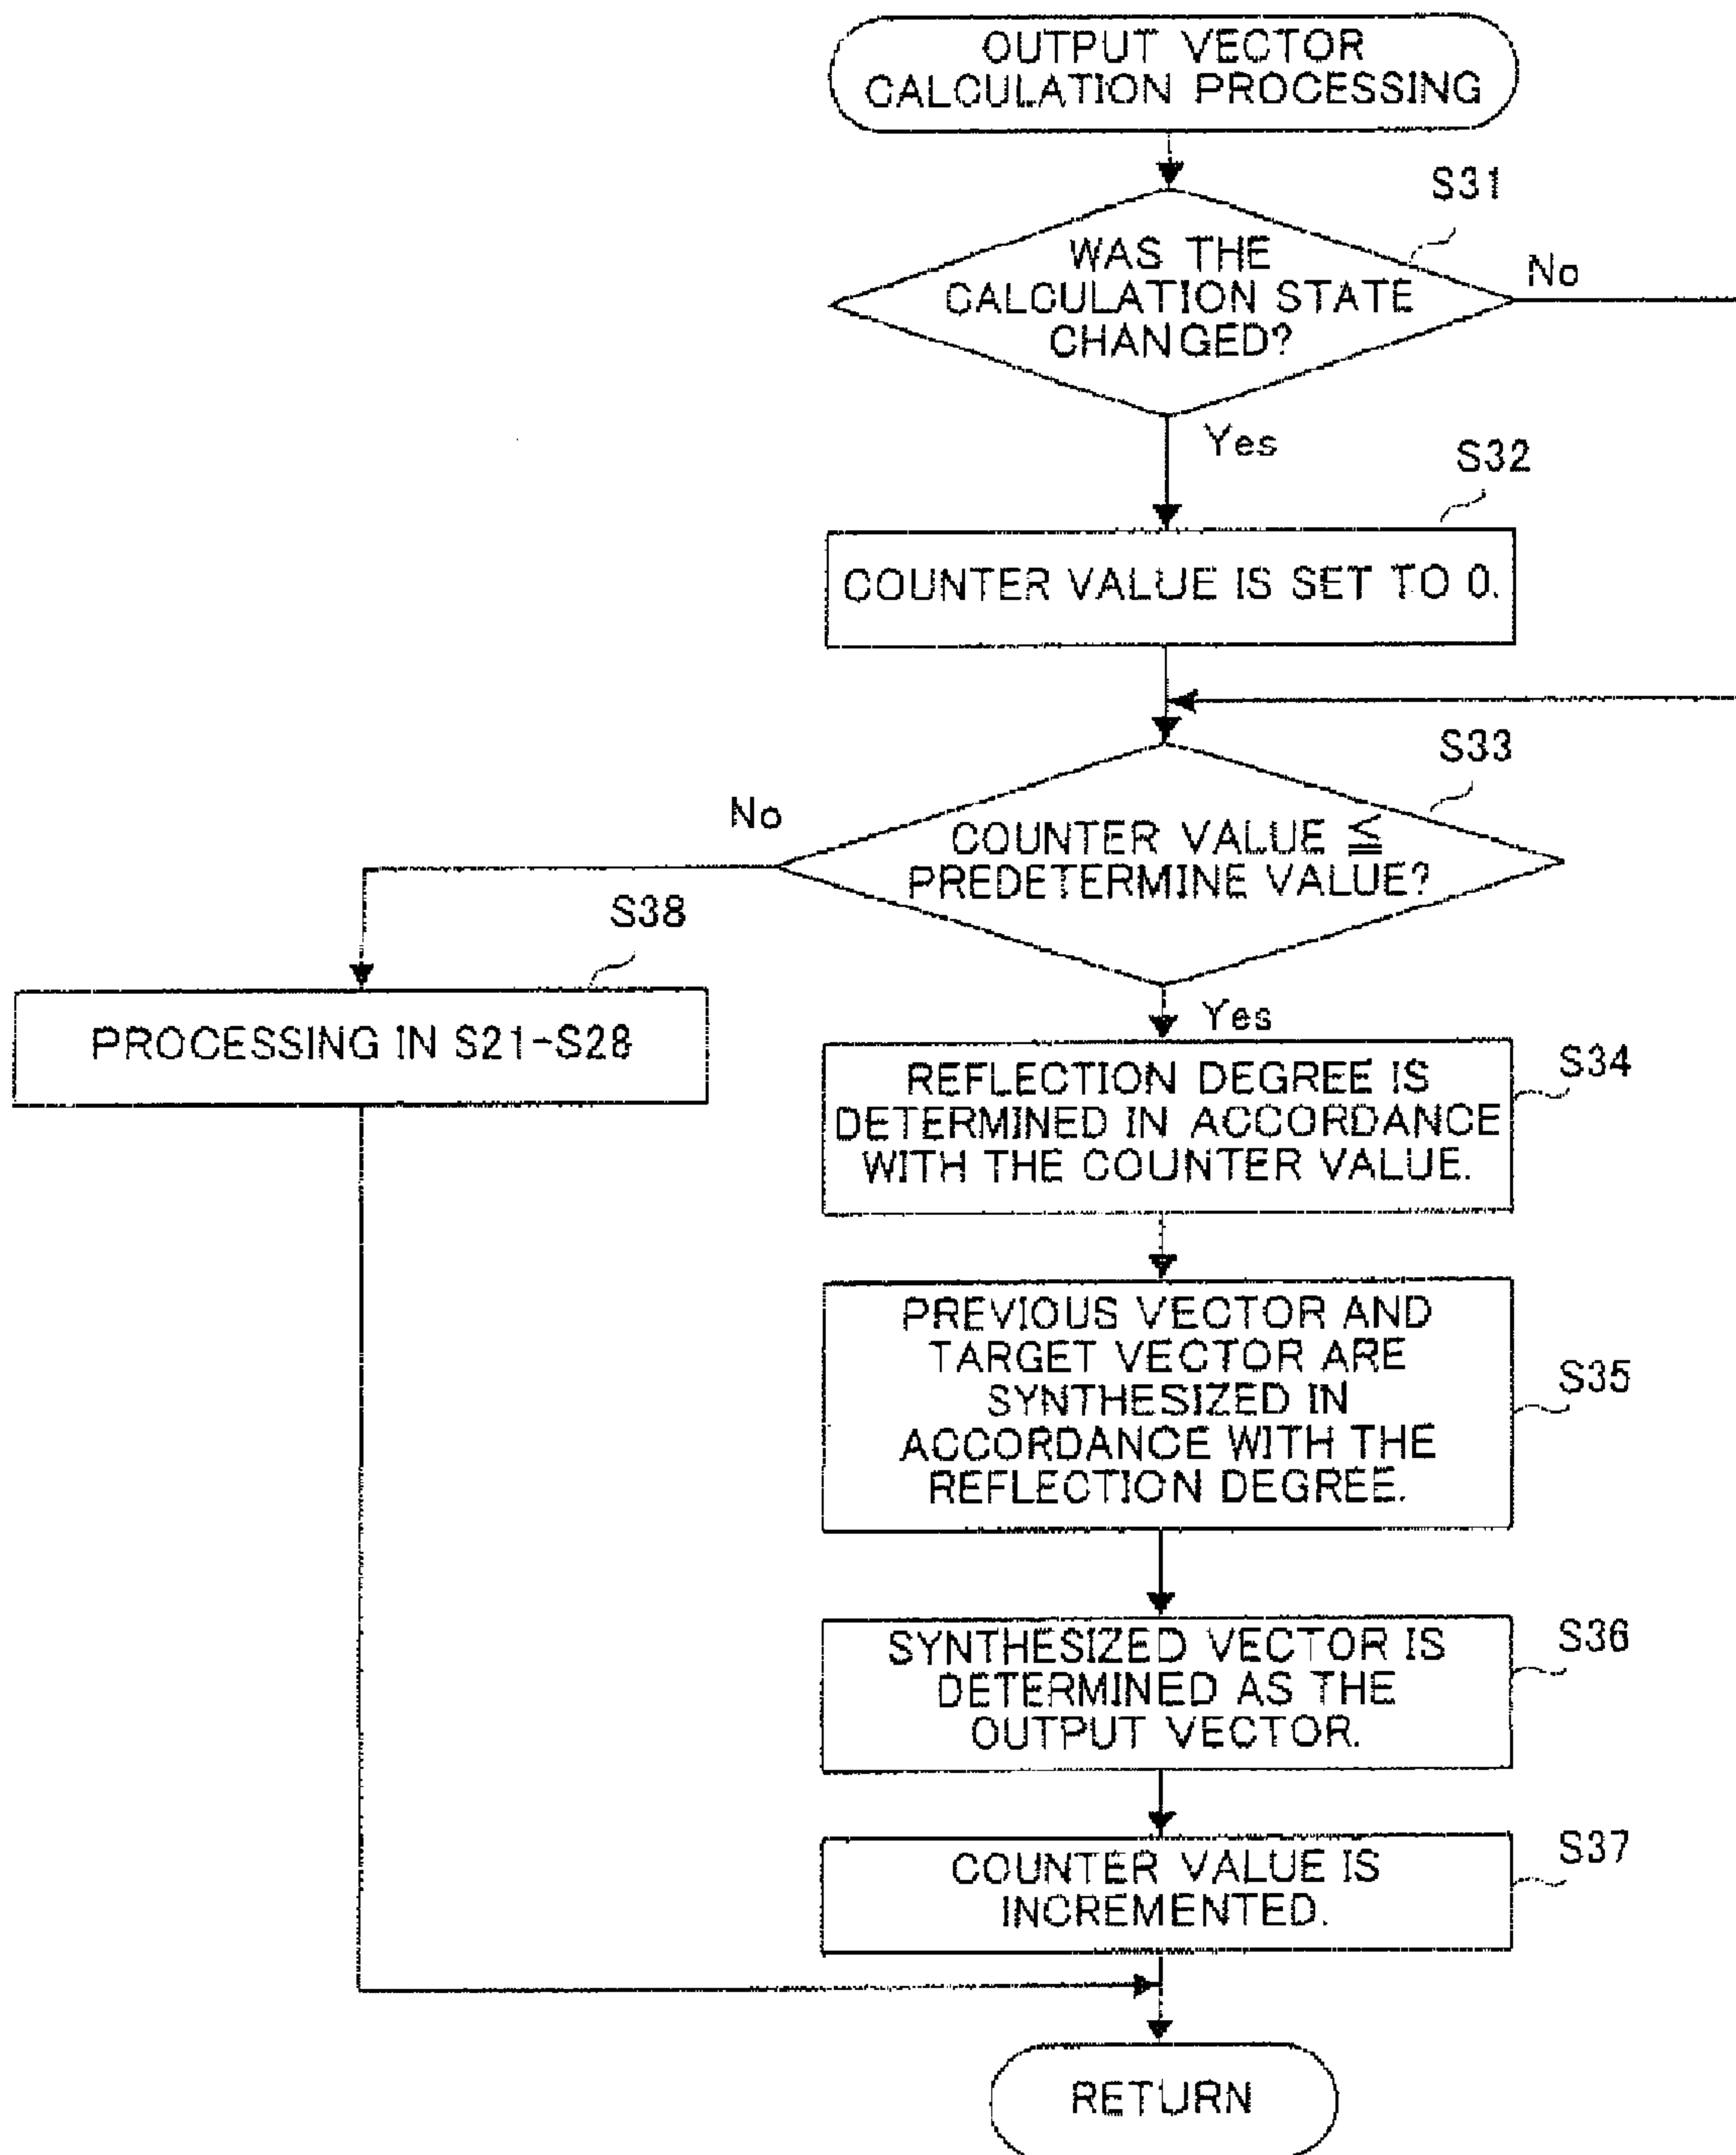 OUTPUT VECTOR
CALCULATION PROCESSING
S31
WAS THE
CALCULATION STATE
CHANGED?
No
Yes
S32
COUNTER VALUE IS SET TO 0.
S33
No
COUNTER VALUE ≦
PREDETERMINE VALUE?
S38
PROCESSING IN S21-S28
Yes
S34
REFLECTION DEGREE IS
DETERMINED IN ACCORDANCE
WITH THE COUNTER VALUE.
PREVIOUS VECTOR AND
TARGET VECTOR ARE
SYNTHESIZED IN
ACCORDANCE WITH THE
REFLECTION DEGREE.
S35
SYNTHESIZED VECTOR IS
DETERMINED AS THE
OUTPUT VECTOR.
S36
COUNTER VALUE IS
INCREMENTED.
S37
RETURN